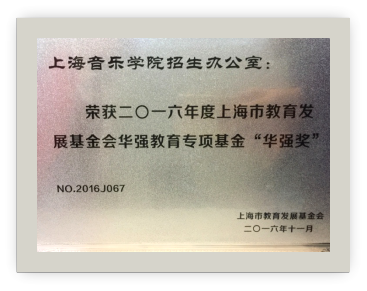 上海音乐学院招生办公室：
荣获二〇一六年度上海市教育发
展基金会华强教育专项基金“华强奖”
NO.2016J067
上海市教育发展基金会
二〇一六年十一月